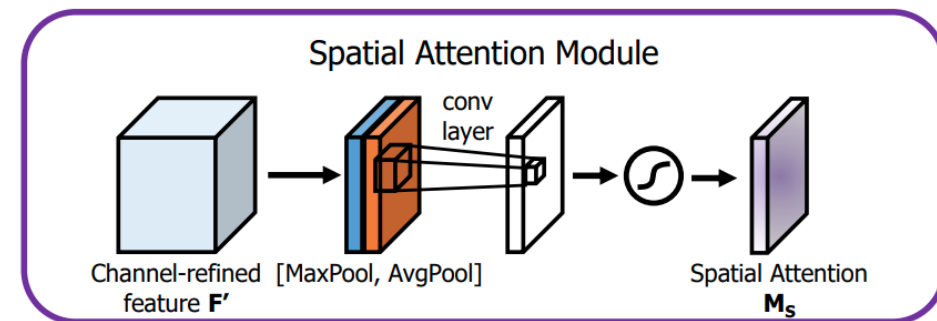 Spatial Attention Module
conv
layer
Channel-refined
feature F’
[MaxPool, AvgPool]
Spatial Attention
Ms